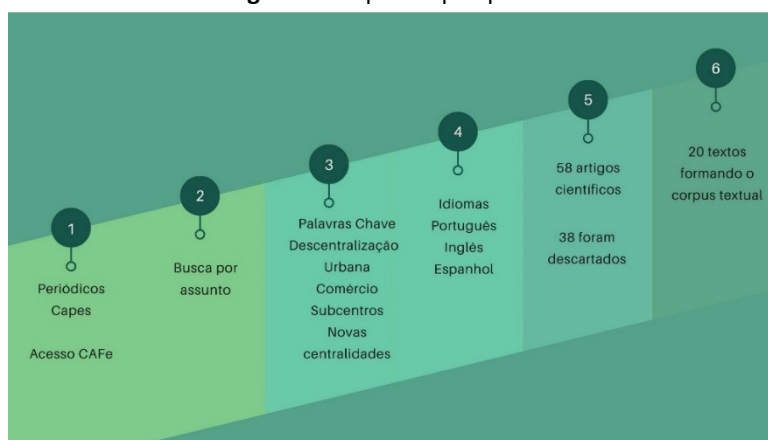 1
Periódicos
Capes
Acesso CAFe
2
Busca por
assunto
3
Palavras Chave
Descentralização
Urbana
Comércio
Subcentros
Novas
centralidades
4
Idiomas
Português
Inglês
Espanhol
5
58 artigos
científicos
38 foram
descartados
6
20 textos
formando o
corpus textual